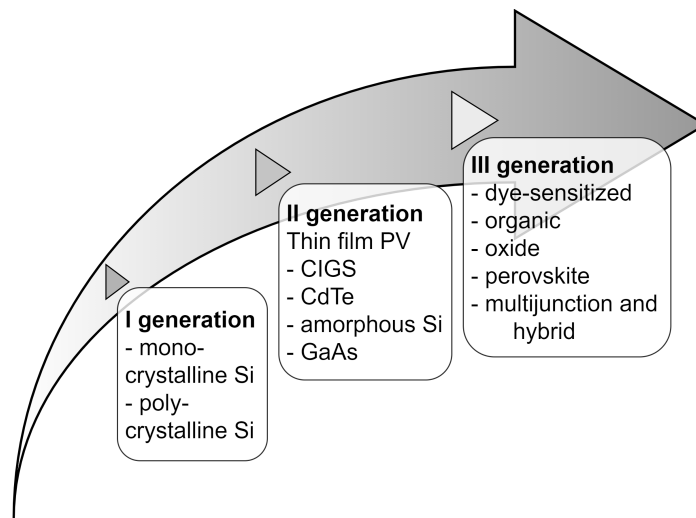 I generation
- mono-
crystalline Si
- poly-
crystalline Si
II generation
Thin film PV
- CIGS
- CdTe
- amorphous Si
- GaAs
III generation
- dye-sensitized
- organic
- oxide
- perovskite
- multijunction and
hybrid